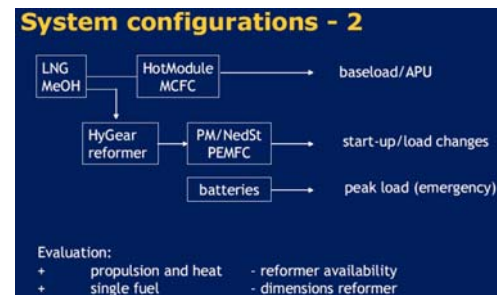 System configurations - 2
LNG
MeOH
HotModule
MCFC
baseload/APU
HyGear
reformer
PM/NedSt
PEMFC
start-up/load changes
batteries
peak load (emergency)
Evaluation:
+ propulsion and heat - reformer availability
+ single fuel - dimensions reformer